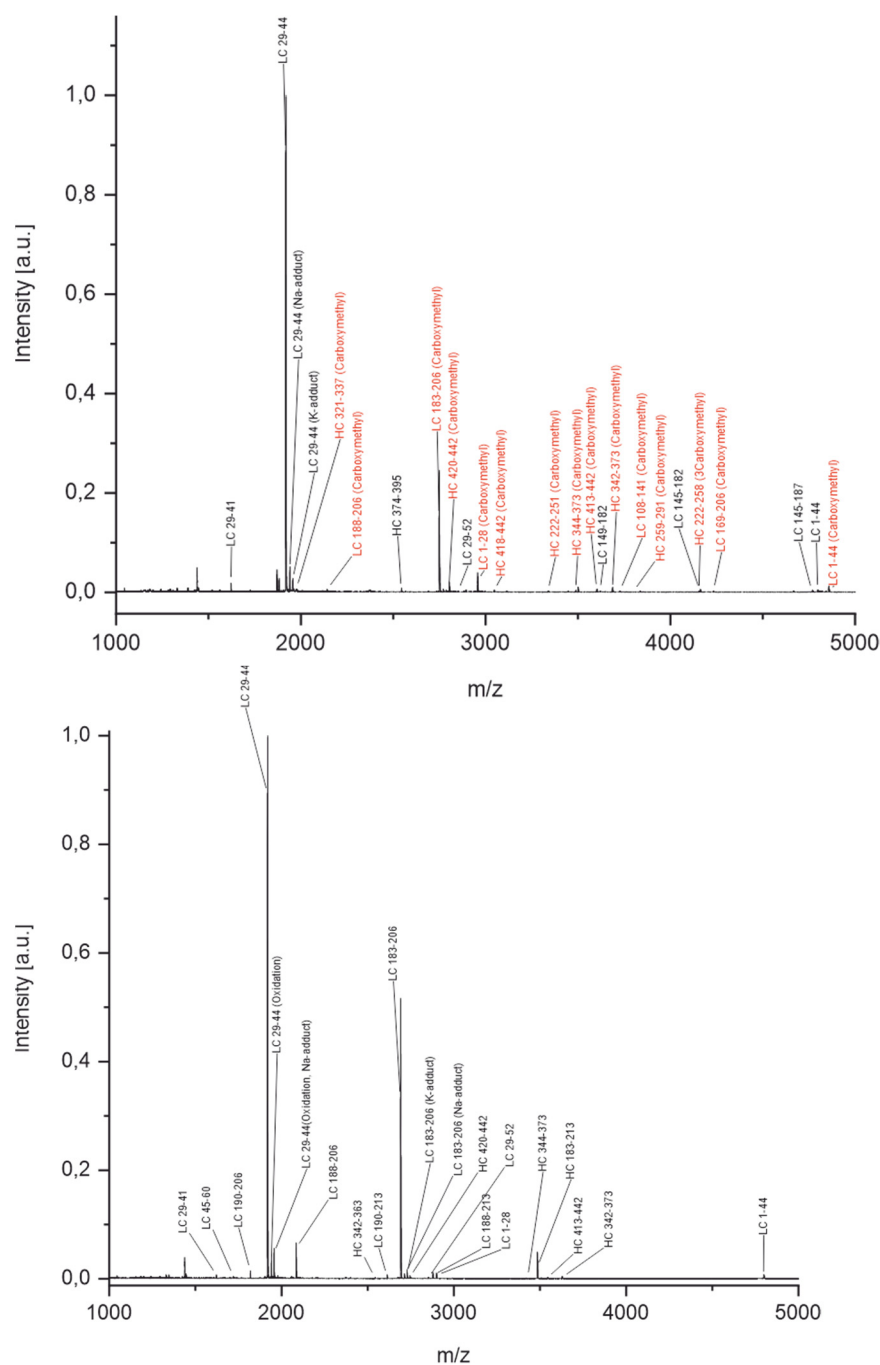 Intensity [a.u.]
1,0
0,8
0,6
0,4
0,2
0,0
LC 29-41
LC 29-44
LC 29-44 (Na-adduct)
LC 29-44 (K-adduct)
HC 321-337 (Carboxymethyl)
LC 188-206 (Carboxymethyl)
HC 374-395
LC 183-206 (Carboxymethyl)
HC 420-442 (Carboxymethyl)
LC 29-52
LC 1-28 (Carboxymethyl)
HC 418-442 (Carboxymethyl)
HC 222-251 (Carboxymethyl)
HC 344-373 (Carboxymethyl)
HC 413-442 (Carboxymethyl)
LC 149-182
HC 342-373 (Carboxymethyl)
LC 108-141 (Carboxymethyl)
HC 259-291 (Carboxymethyl)
LC 145-182
HC 222-258 (3Carboxymethyl)
LC 169-206 (Carboxymethyl)
LC 145-187
LC 1-44
LC 1-44 (Carboxymethyl)
1000
2000
3000
4000
5000
m/z
Intensity [a.u.]
1,0
0,8
0,6
0,4
0,2
0,0
LC 29-41
LC 45-60
LC 190-206
LC 29-44
LC 29-44 (Oxidation)
LC 29-44(Oxidation, Na-adduct)
LC 188-206
HC 342-363
LC 190-213
LC 183-206
LC 183-206 (K-adduct)
LC 183-206 (Na-adduct)
HC 420-442
LC 29-52
LC 188-213
LC 1-28
HC 344-373
HC 183-213
HC 413-442
HC 342-373
LC 1-44
1000
2000
3000
4000
5000
m/z